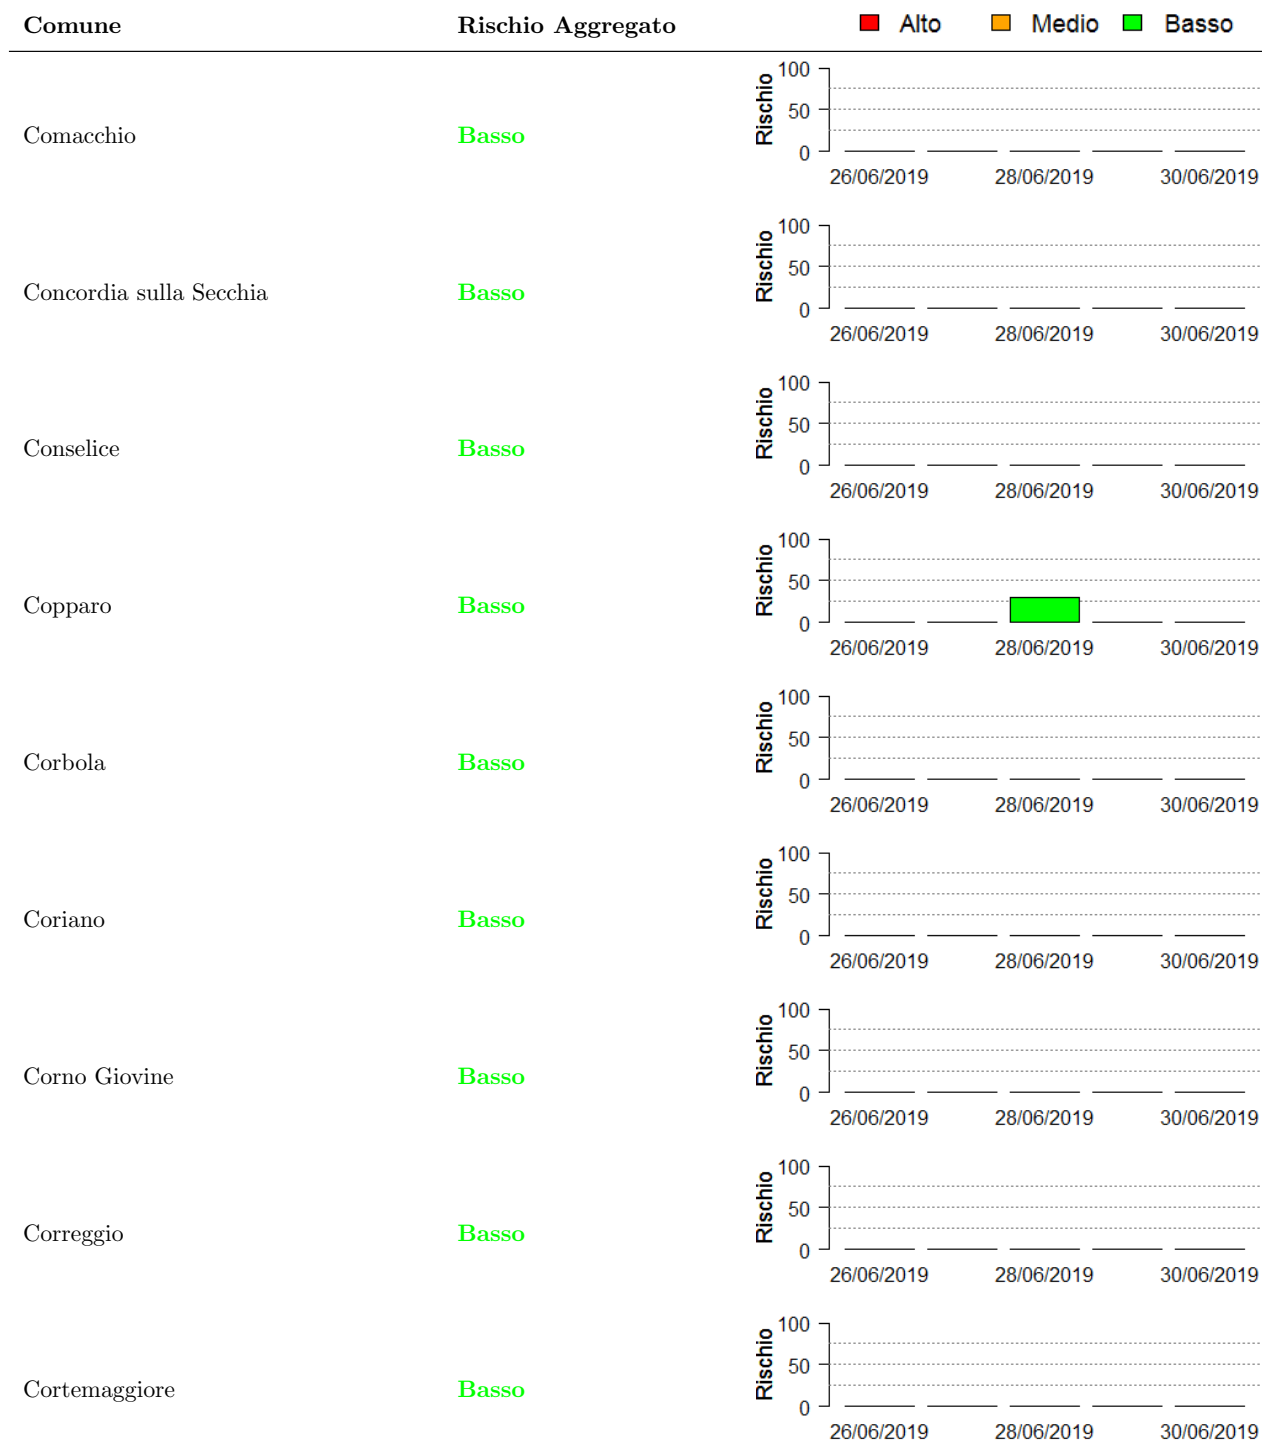 Comune Rischio Aggregato Alto Medio Basso
Comacchio Basso Rischio 100 50 0
26/06/2019 28/06/2019 30/06/2019
Concordia sulla Secchia Basso Rischio 100 50 0
26/06/2019 28/06/2019 30/06/2019
Conselice Basso Rischio 100 50 0
26/06/2019 28/06/2019 30/06/2019
Copparo Basso Rischio 100 50 0
26/06/2019 28/06/2019 30/06/2019
Corbola Basso Rischio 100 50 0
26/06/2019 28/06/2019 30/06/2019
Coriano Basso Rischio 100 50 0
26/06/2019 28/06/2019 30/06/2019
Corno Giovine Basso Rischio 100 50 0
26/06/2019 28/06/2019 30/06/2019
Correggio Basso Rischio 100 50 0
26/06/2019 28/06/2019 30/06/2019
Cortemaggiore Basso Rischio 100 50 0
26/06/2019 28/06/2019 30/06/2019